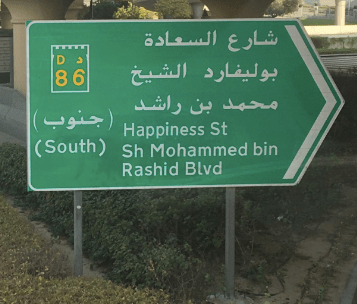 شارع السعادة
بوليفارد الشيخ
محمد بن راشد
Happiness St
Sh Mohammed bin
Rashid Blvd
D د
86
(جنوب)
(South)